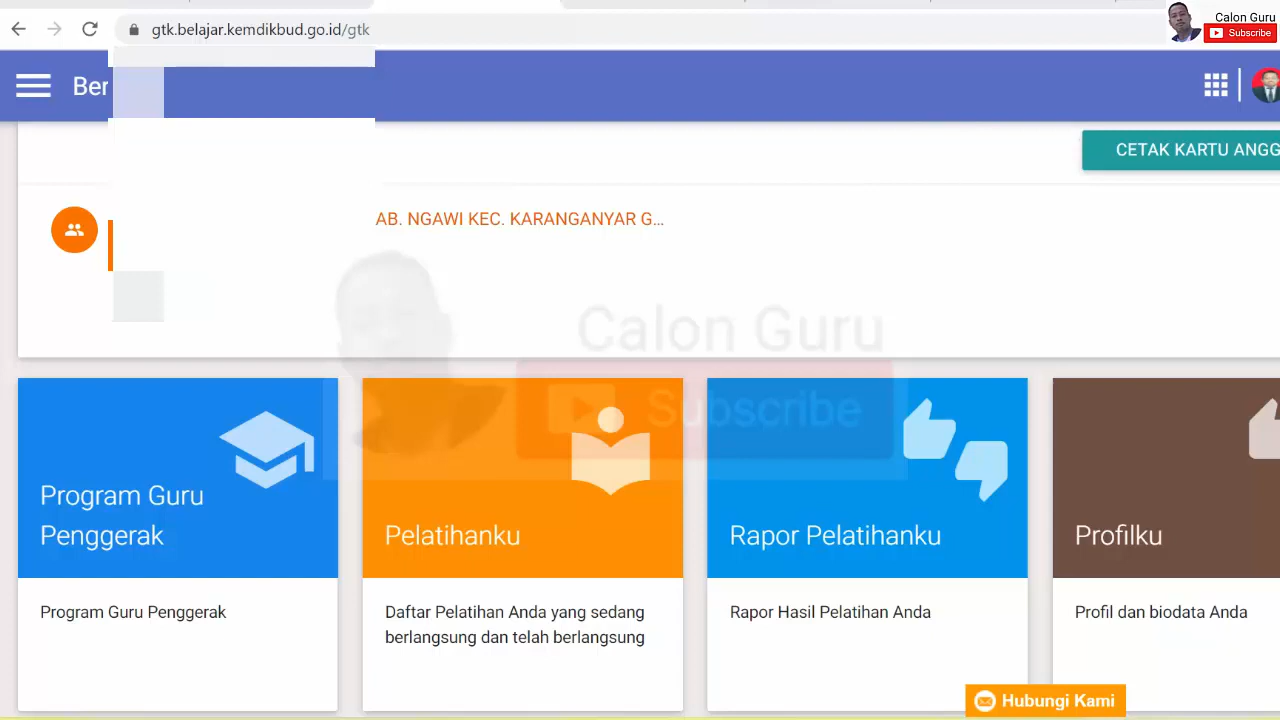 gtk.belajar.kemdikbud.go.id/gtk
Calon Guru
Subscribe
Ber
CETAK KARTU ANGG
AB. NGAWI KEC. KARANGANYAR G...
Calon Guru
Subscribe
Program Guru
Penggerak
Pelatihanku
Rapor Pelatihanku
Profilku
Program Guru Penggerak
Daftar Pelatihan Anda yang sedang
berlangsung dan telah berlangsung
Rapor Hasil Pelatihan Anda
Profil dan biodata Anda
Hubungi Kami